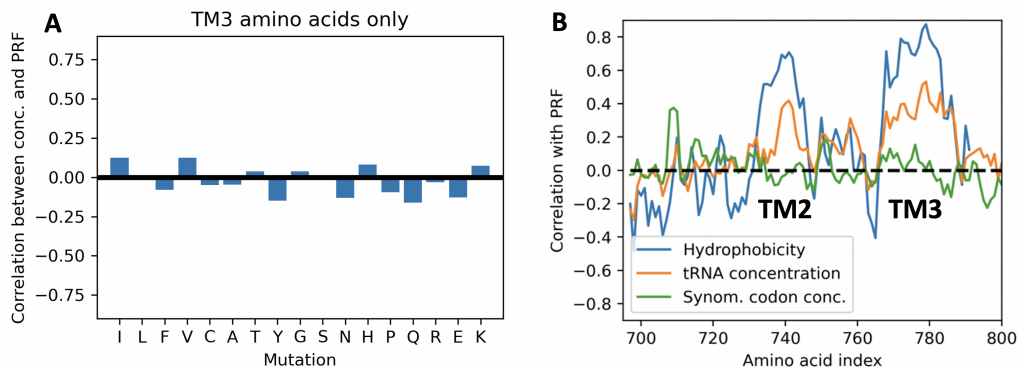 A
TM3 amino acids only
Correlation between conc. and PRF
0.75
0.50
0.25
0.00
−0.25
−0.50
−0.75
I L F V C A T Y G S N H P Q R E K
Mutation
B
Correlation with PRF
0.8
0.6
0.4
0.2
0.0
−0.2
−0.4
−0.6
−0.8
TM2
TM3
Hydrophobicity
tRNA concentration
Synom. codon conc.
700 720 740 760 780 800
Amino acid index